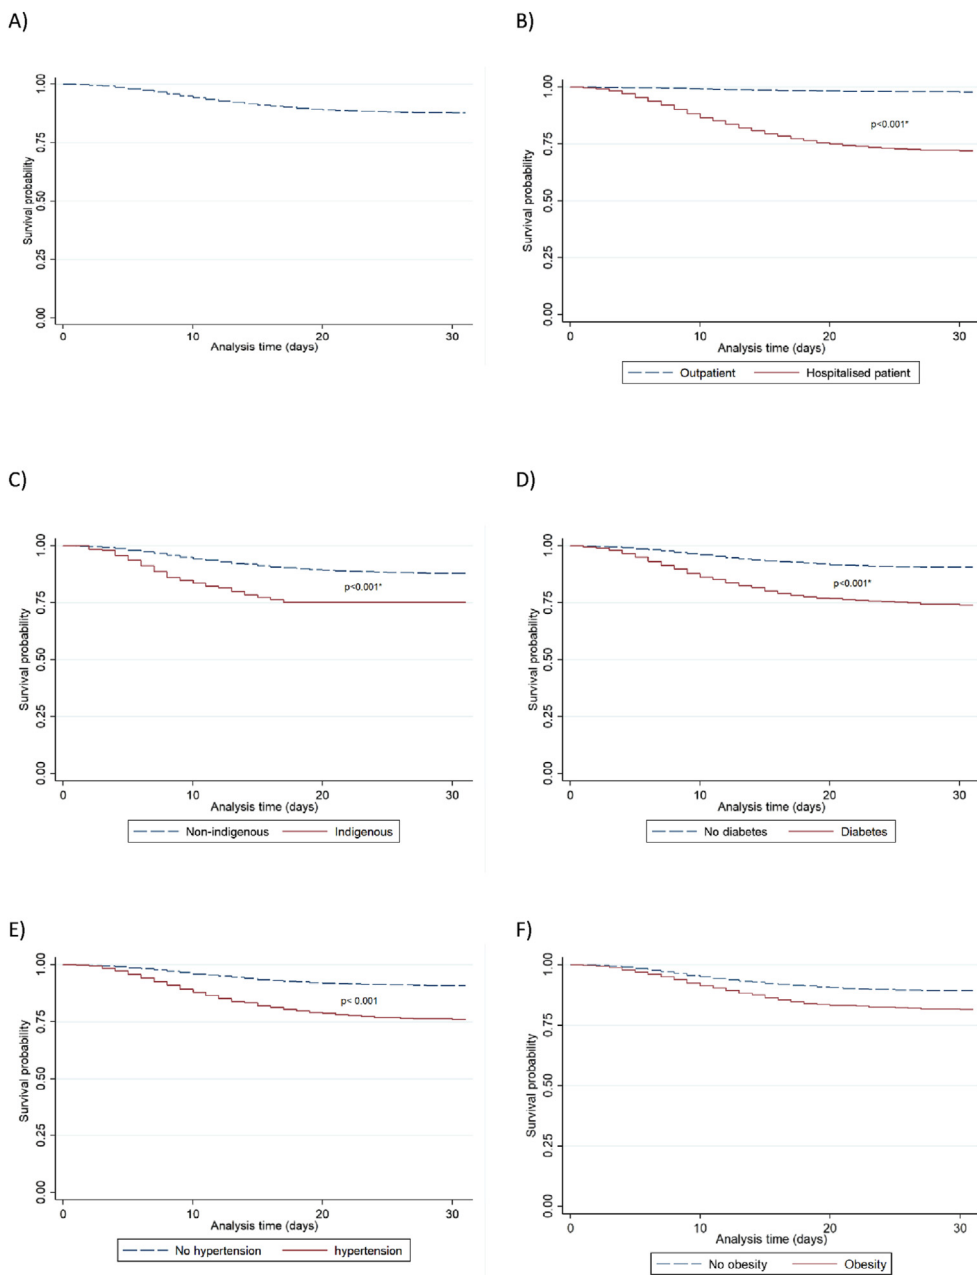 A)
Survival probability
1.00
0.75
0.50
0.25
0.00
0 10 20 30
Analysis time (days)
B)
Survival probability
1.00
0.75
0.50
0.25
0.00
p<0.001*
0 10 20 30
Analysis time (days)
Outpatient Hospitalised patient
C)
Survival probability
1.00
0.75
0.50
0.25
0.00
p<0.001*
0 10 20 30
Analysis time (days)
Non-indigenous Indigenous
D)
Survival probability
1.00
0.75
0.50
0.25
0.00
p<0.001*
0 10 20 30
Analysis time (days)
No diabetes Diabetes
E)
Survival probability
1.00
0.75
0.50
0.25
0.00
p< 0.001
0 10 20 30
Analysis time (days)
No hypertension hypertension
F)
Survival probability
1.00
0.75
0.50
0.25
0.00
0 10 20 30
Analysis time (days)
No obesity Obesity